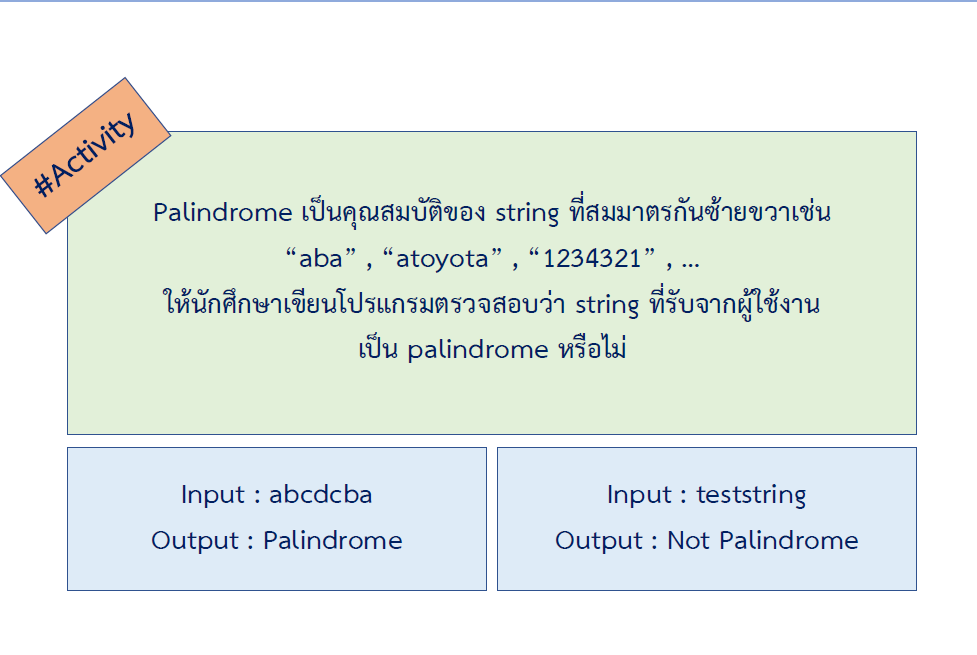 #Activity
Palindrome เป็นคุณสมบัติของ string ที่สมมาตรกันซ้ายขวาเช่น
“aba” , “atoyota” , “1234321” , ...
ให้นักศึกษาเขียนโปรแกรมตรวจสอบว่า string ที่รับจากผู้ใช้งาน
เป็น palindrome หรือไม่
Input : abcdcba
Output : Palindrome
Input : teststring
Output : Not Palindrome